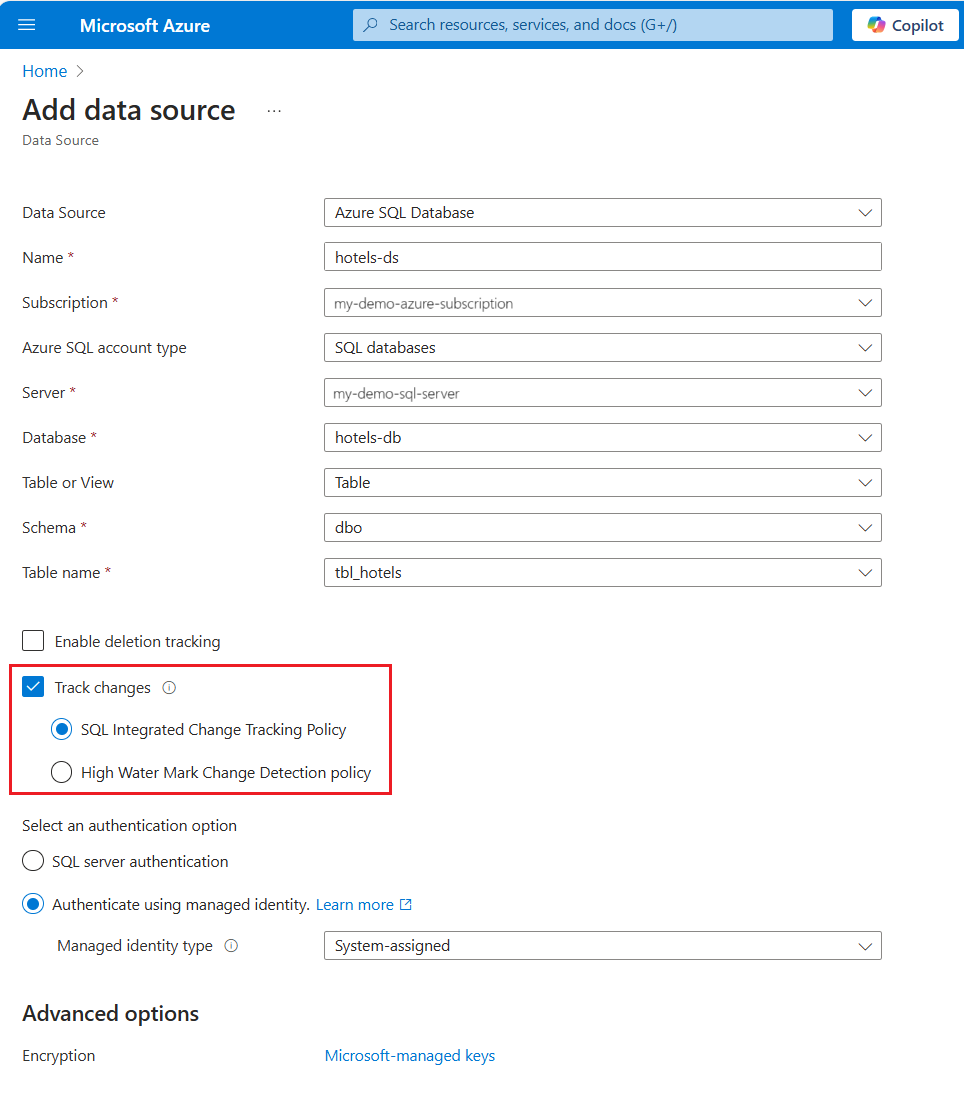 Microsoft Azure
Search resources, services, and docs (G+/)
Copilot
Home
Add data source ...
Data Source
Data Source Azure SQL Database
Name * hotels-ds
Subscription * my-demo-azure-subscription
Azure SQL account type SQL databases
Server * my-demo-sql-server
Database * hotels-db
Table or View Table
Schema * dbo
Table name * tbl_hotels
Enable deletion tracking
Track changes
SQL Integrated Change Tracking Policy
High Water Mark Change Detection policy
Select an authentication option
SQL server authentication
Authenticate using managed identity. Learn more
Managed identity type System-assigned
Advanced options
Encryption Microsoft-managed keys